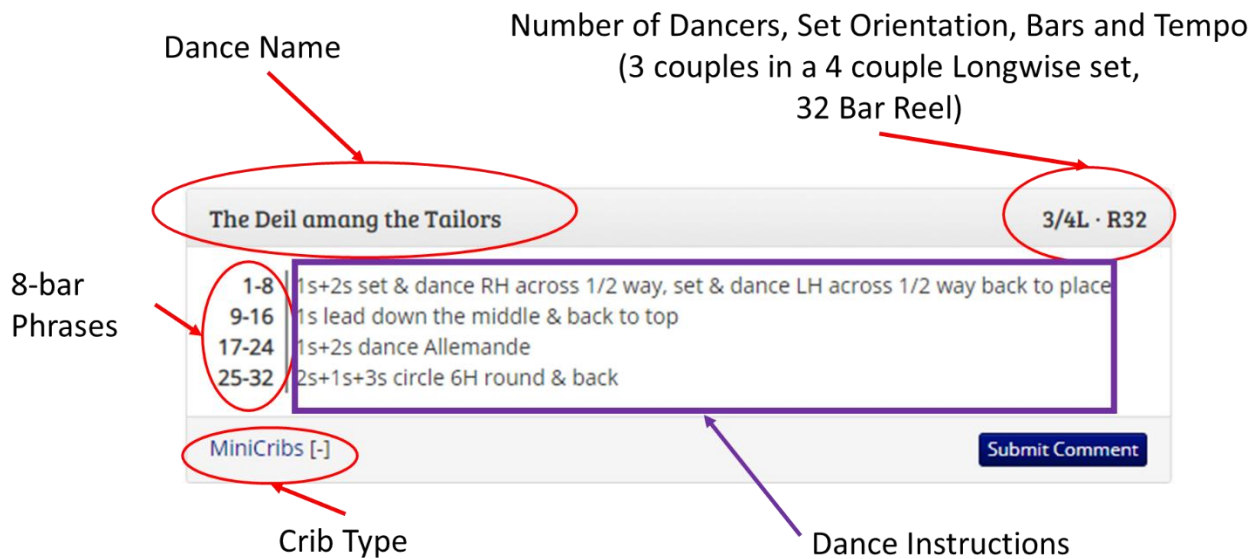 Dance Name
Number of Dancers, Set Orientation, Bars and Tempo
(3 couples in a 4 couple Longwise set,
32 Bar Reel)
The Deil amang the Tailors
3/4L · R32
8-bar
Phrases
1-8 1s+2s set & dance RH across 1/2 way, set & dance LH across 1/2 way back to place
9-16 1s lead down the middle & back to top
17-24 1s+2s dance Allemande
25-32 2s+1s+3s circle 6H round & back
MiniCribs [-]
Submit Comment
Crib Type
Dance Instructions